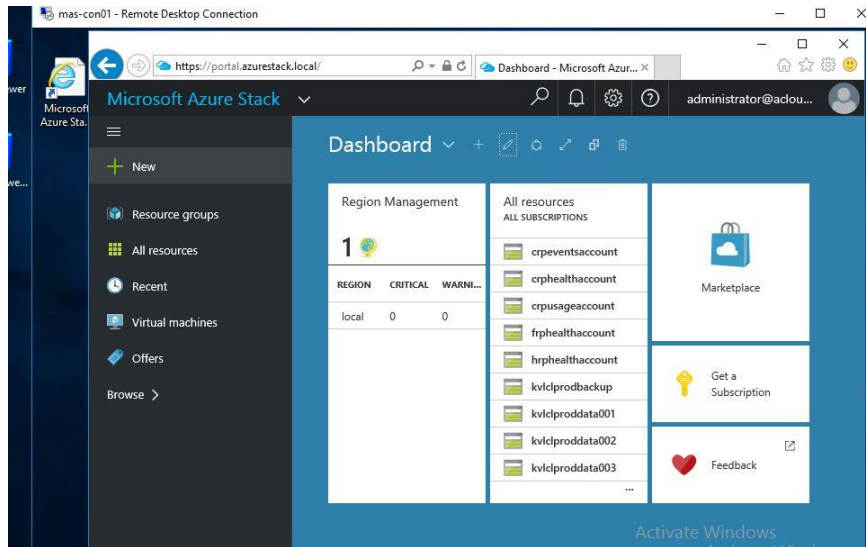 mas-con01 - Remote Desktop Connection
https://portal.azurestack.local/
Dashboard - Microsoft Azur...
ewer
Microsoft
Azure Sta.
we...
Microsoft Azure Stack
administrator@aclou...
New
Resource groups
All resources
Recent
Virtual machines
Offers
Browse
Dashboard
Region Management
1
REGION CRITICAL WARNI...
local 0 0
All resources
ALL SUBSCRIPTIONS
crpeventsaccount
crphealthaccount
crpusageaccount
frphealthaccount
hrphealthaccount
kvlclprodbackup
kvlclproddata001
kvlclproddata002
kvlclproddata003
...
Marketplace
Get a
Subscription
Feedback
Activate Windows